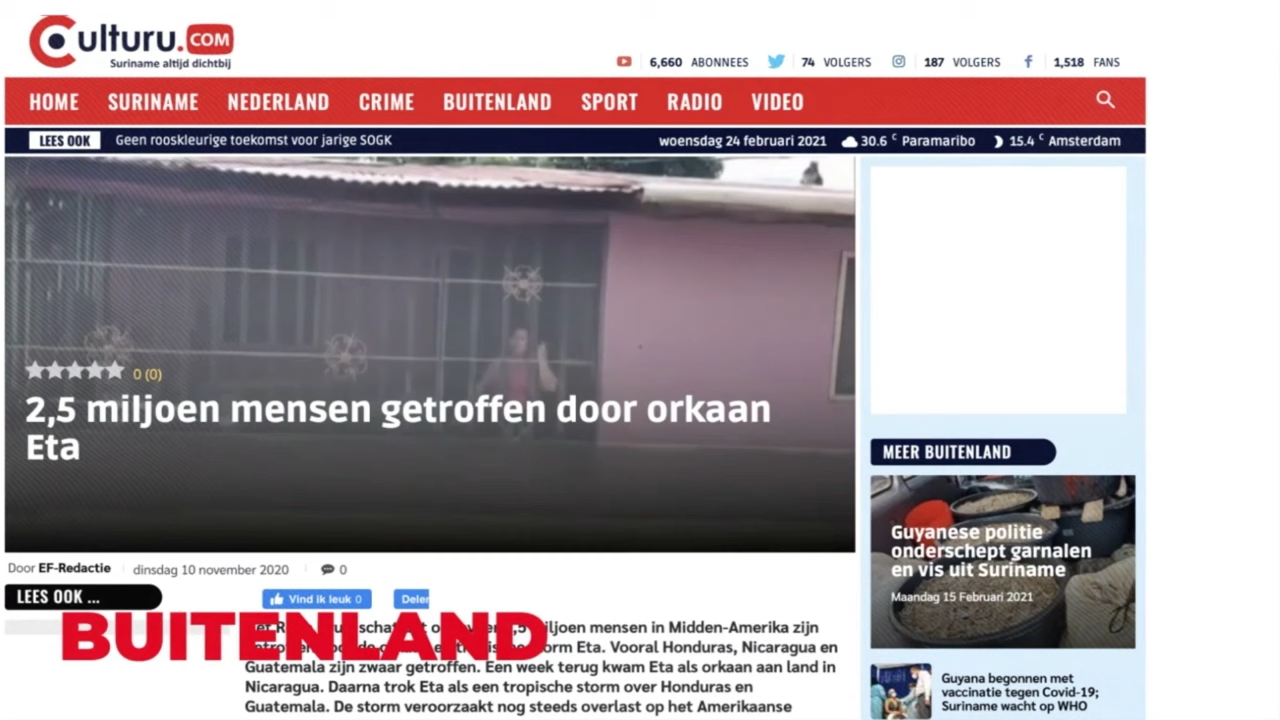 Culturu.COM
Suriname altijd dichtbij
6,660 ABONNEES 74 VOLGERS 187 VOLGERS 1,518 FANS
HOME SURINAME NEDERLAND CRIME BUITENLAND SPORT RADIO VIDEO
LEES OOK Geen rooskleurige toekomst voor jarige SOGK woensdag 24 februari 2021 30.6 C Paramaribo 15.4 C Amsterdam
0 (0)
2,5 miljoen mensen getroffen door orkaan
Eta
Door EF-Redactie dinsdag 10 november 2020 0
LEES OOK ...
Vind ik leuk 0 Delen
BUITENLAND
miljoen mensen in Midden-Amerika zijn
Eta. Vooral Honduras, Nicaragua en
Guatemala zijn zwaar getroffen. Een week terug kwam Eta als orkaan aan land in
Nicaragua. Daarna trok Eta als een tropische storm over Honduras en
Guatemala. De storm veroorzaakt nog steeds overlast op het Amerikaanse
MEER BUITENLAND
Guyanese politie
onderschept garnalen
en vis uit Suriname
Maandag 15 Februari 2021
Guyana begonnen met
vaccinatie tegen Covid-19;
Suriname wacht op WHO